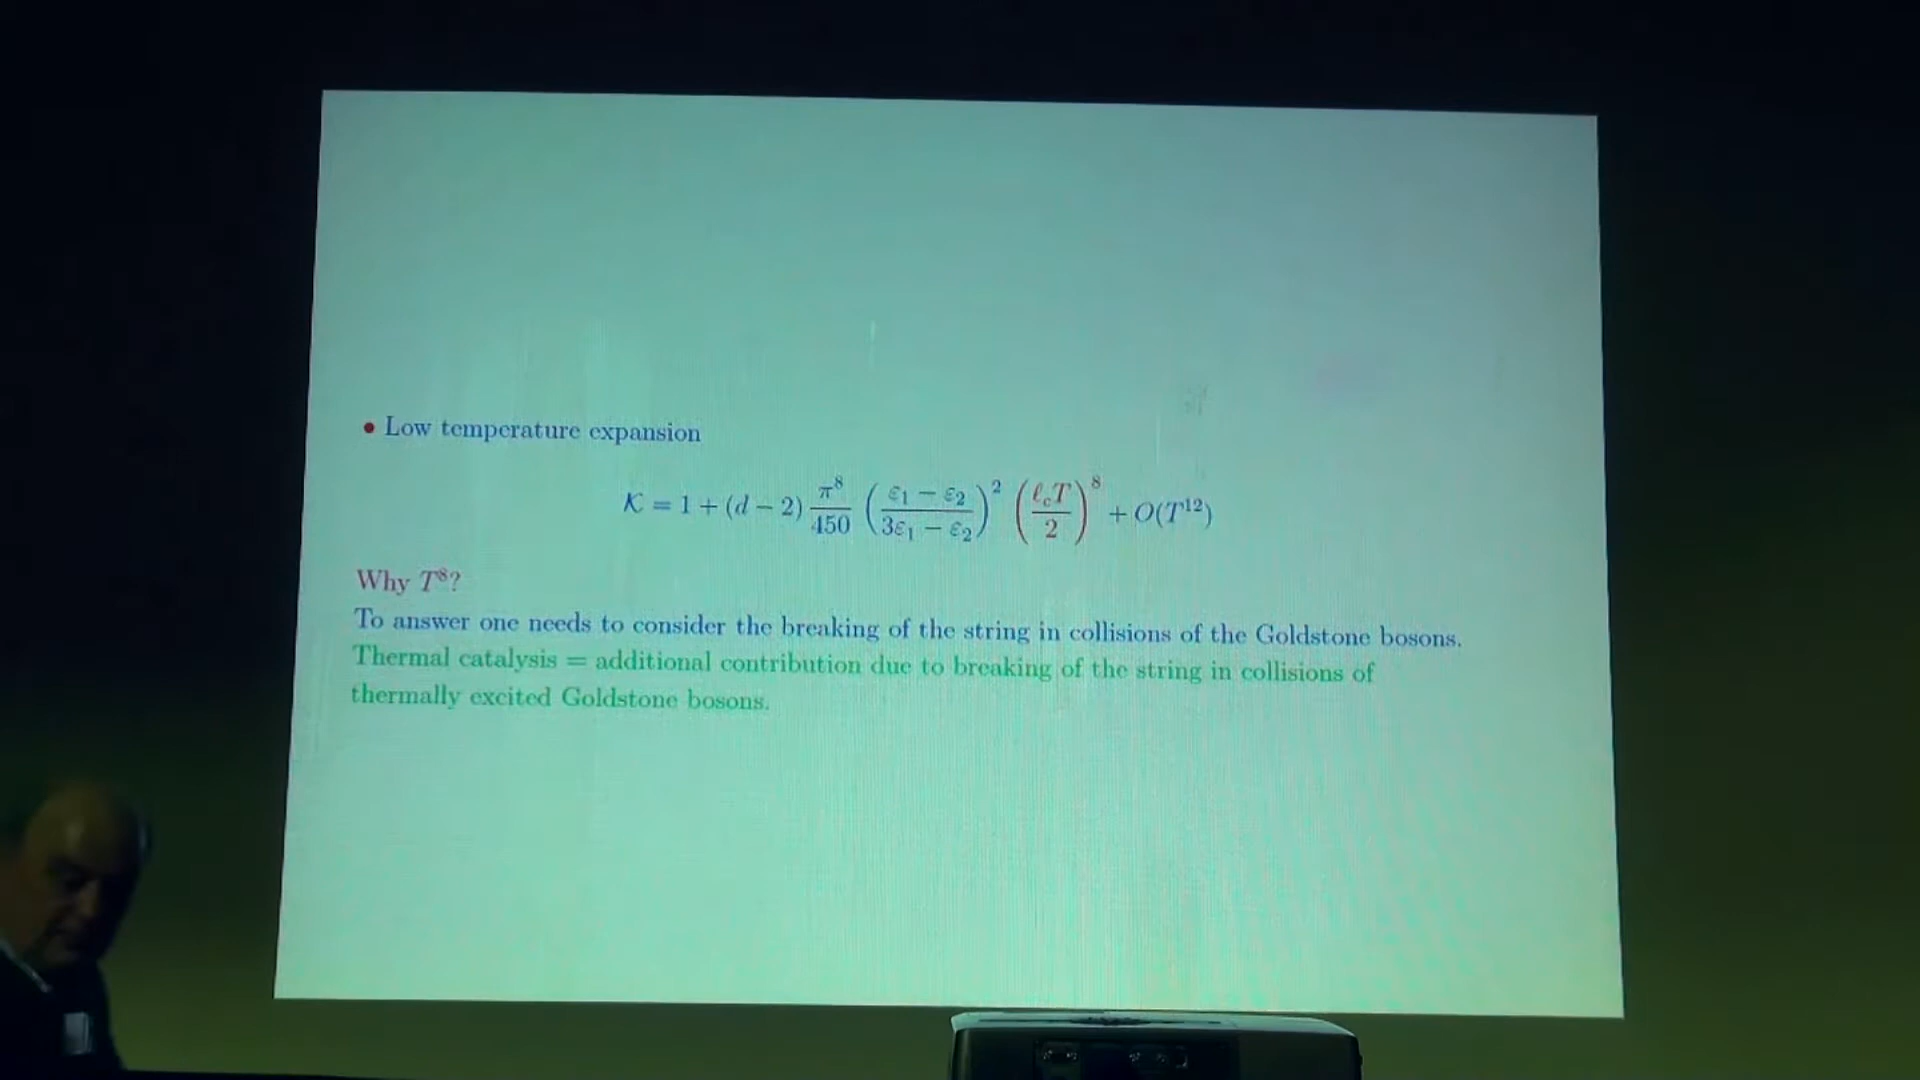 • Low temperature expansion
𝒦 = 1 + (d − 2) π⁸/450 ((ε₁ − ε₂)/(3ε₁ − ε₂))² (ℓ_c T/2)⁸ + O(T¹²)
Why T⁸?
To answer one needs to consider the breaking of the string in collisions of the Goldstone bosons.
Thermal catalysis = additional contribution due to breaking of the string in collisions of
thermally excited Goldstone bosons.